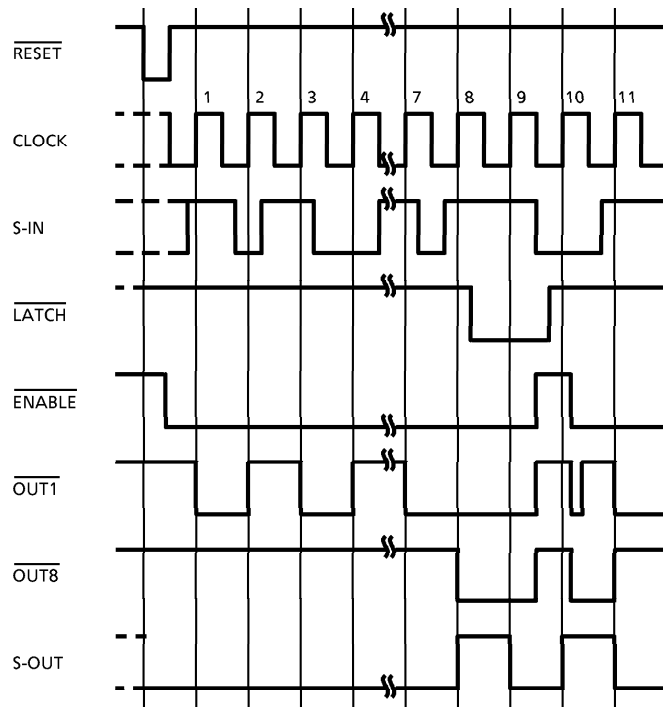 RESET
1 2 3 4 7 8 9 10 11
CLOCK
S-IN
LATCH
ENABLE
OUT1
OUT8
S-OUT